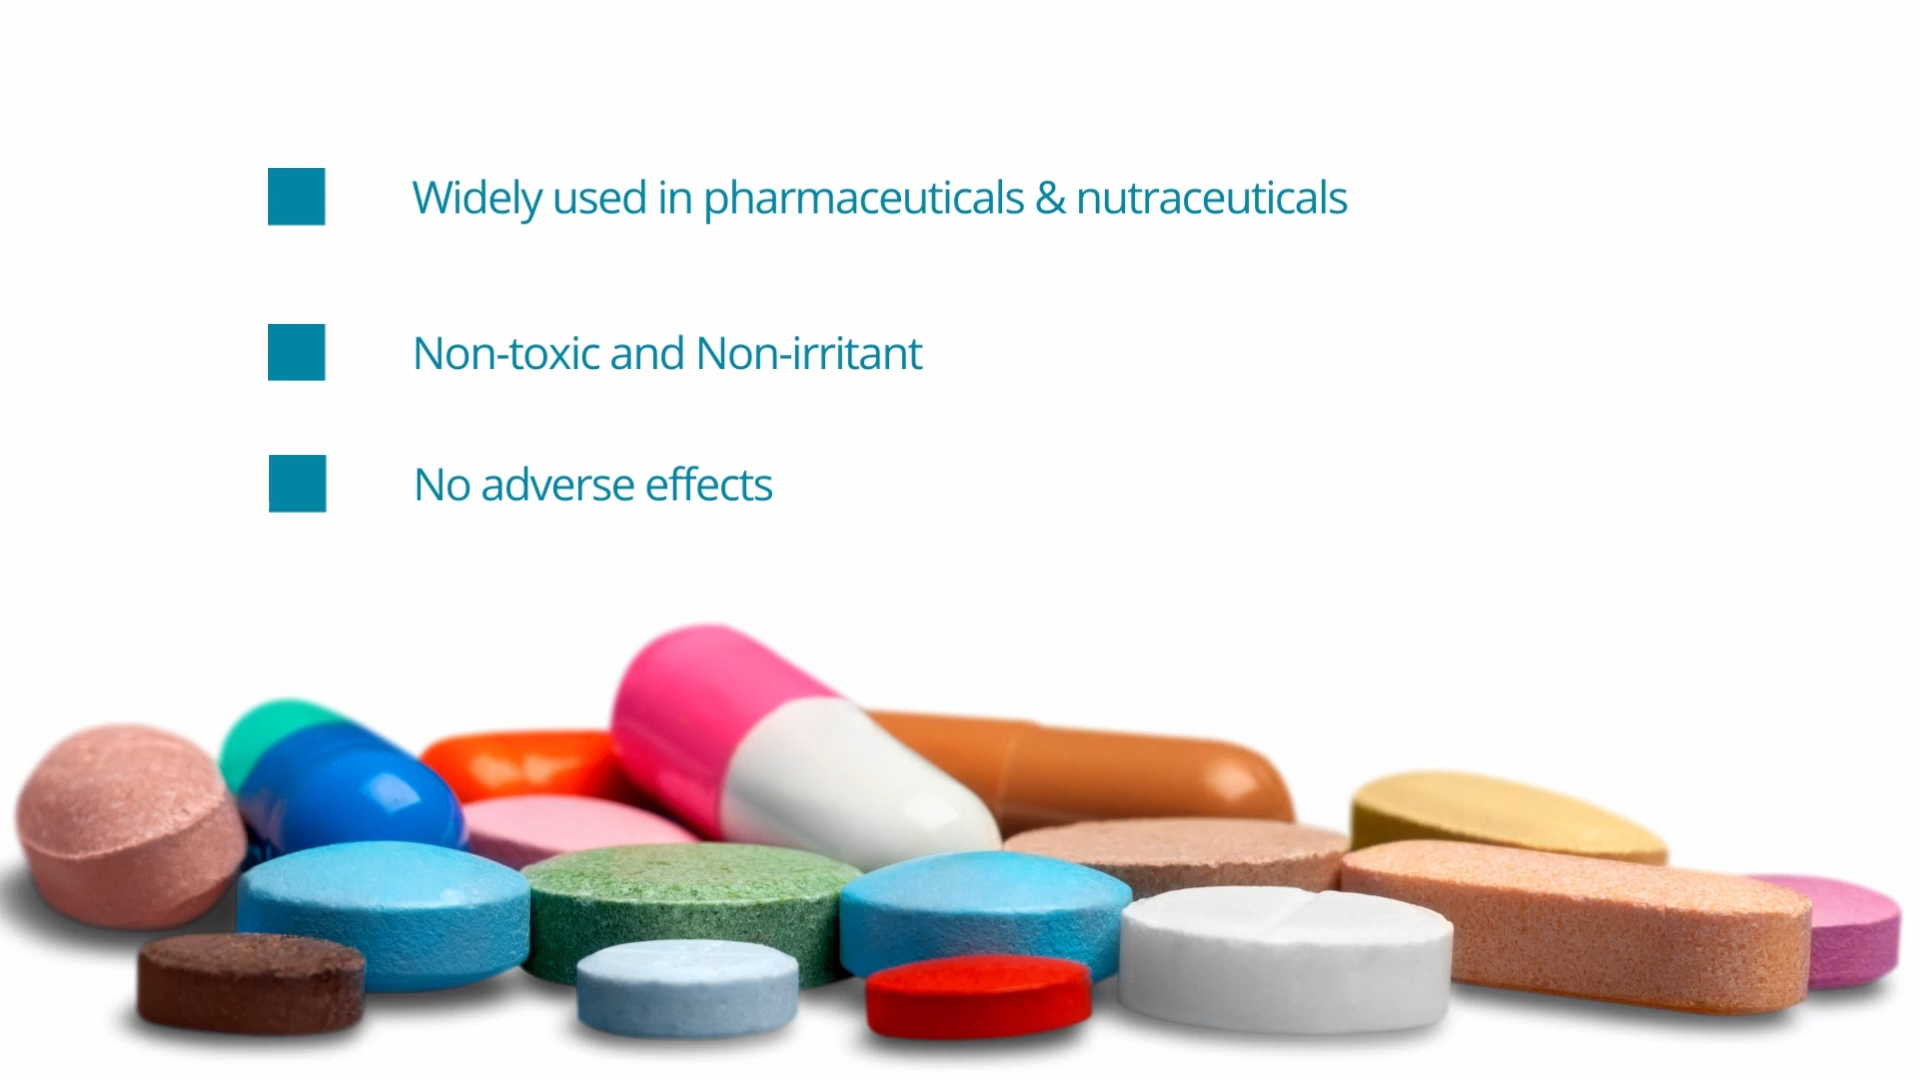 Widely used in pharmaceuticals & nutraceuticals
Non-toxic and Non-irritant
No adverse effects